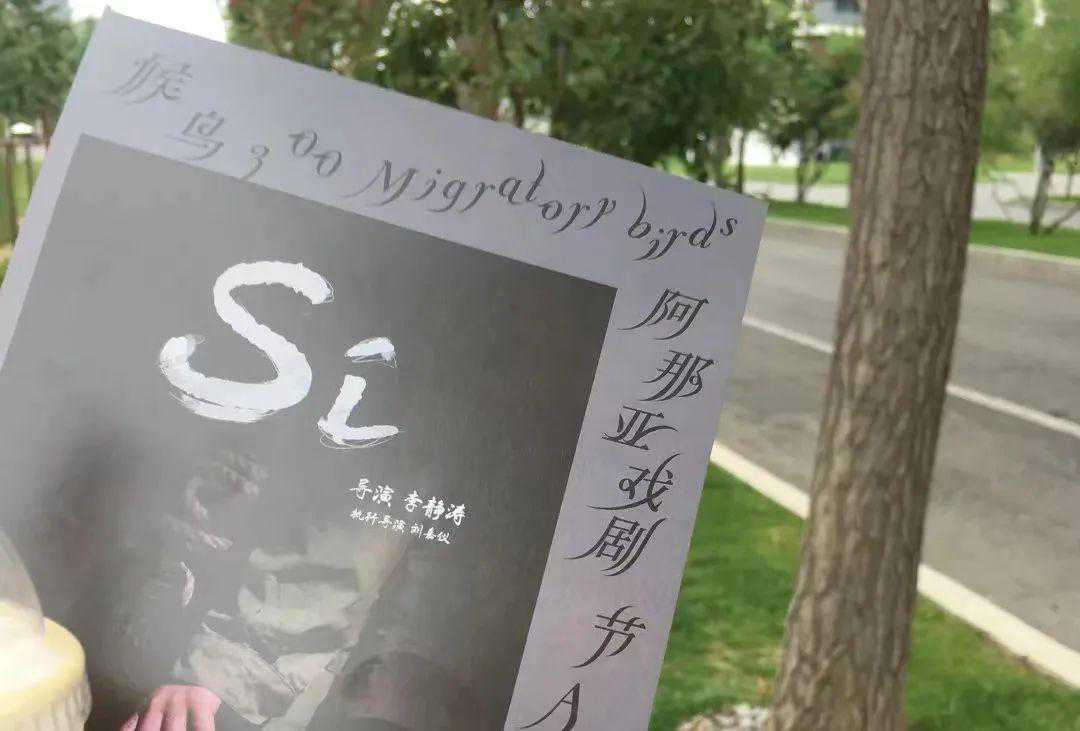 候鸟300 Migratory birds
阿那亚戏剧节 A
Si
导演 李静涛
执行导演 刘嘉仪